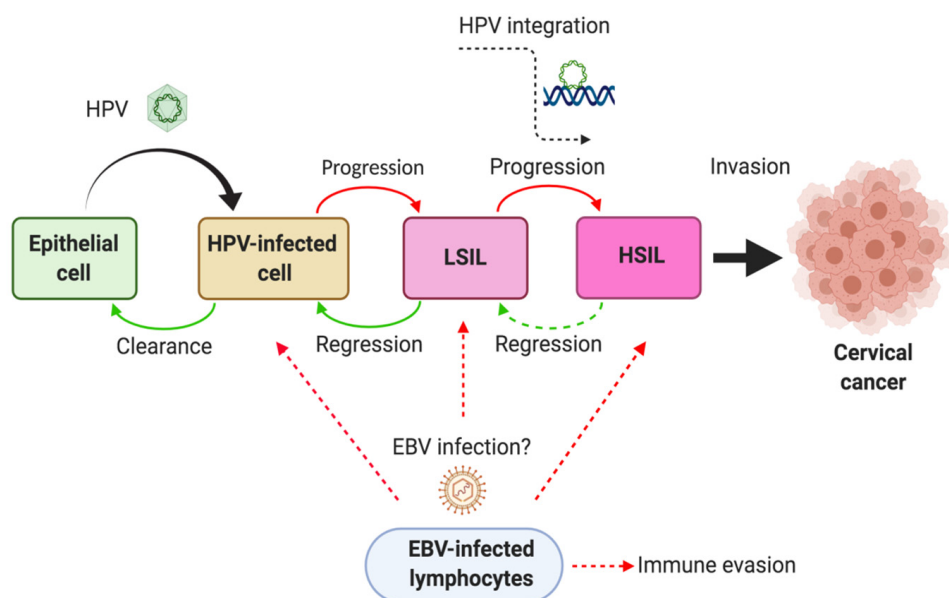 HPV integration
HPV
Progression
Progression
Invasion
Epithelial
cell
HPV-infected
cell
LSIL
HSIL
Clearance
Regression
Regression
Cervical
cancer
EBV infection?
EBV-infected
lymphocytes
Immune evasion